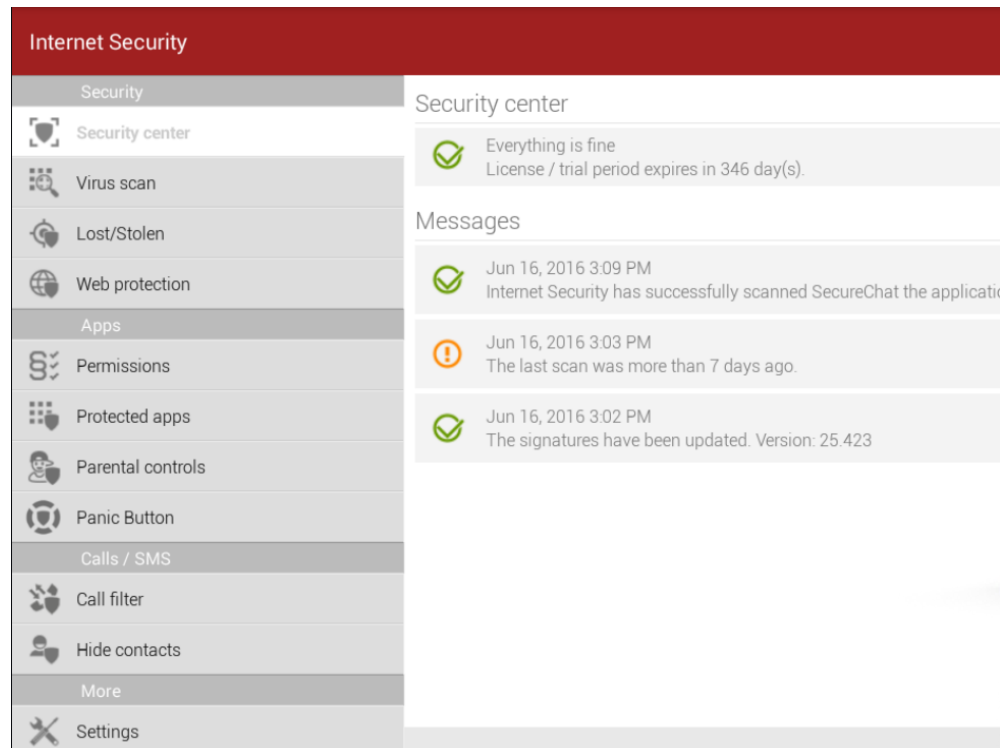 Internet Security
Security
Security center
Virus scan
Lost/Stolen
Web protection
Apps
Permissions
Protected apps
Parental controls
Panic Button
Calls / SMS
Call filter
Hide contacts
More
Settings
Security center
Everything is fine
License / trial period expires in 346 day(s).
Messages
Jun 16, 2016 3:09 PM
Internet Security has successfully scanned SecureChat the applicatio
Jun 16, 2016 3:03 PM
The last scan was more than 7 days ago.
Jun 16, 2016 3:02 PM
The signatures have been updated. Version: 25.423